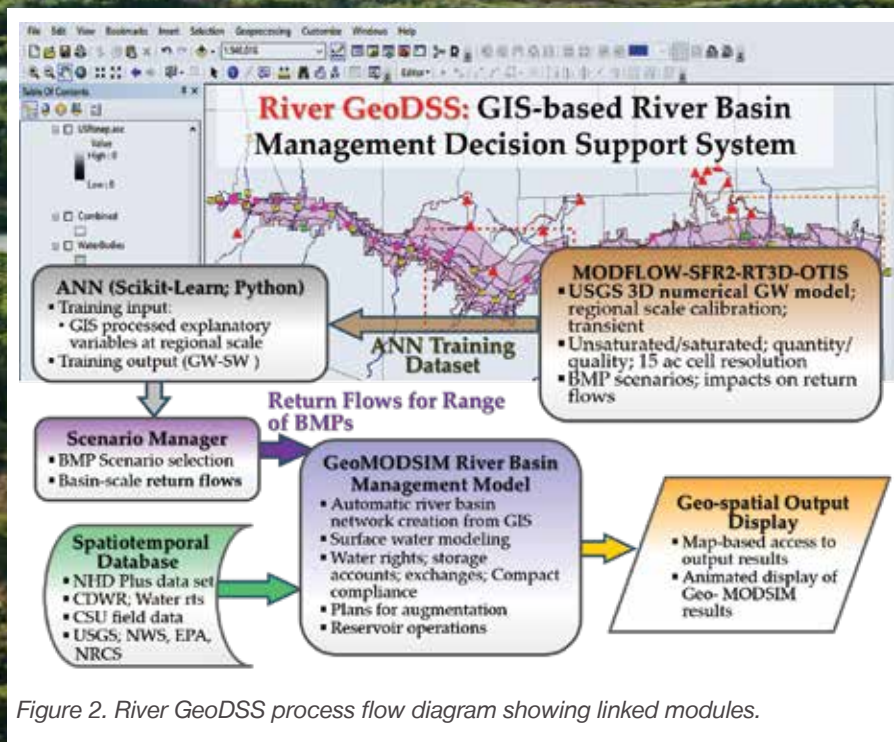 File Edit View Bookmarks Insert Selection Geoprocessing Customize Windows Help
1:1,940,016
Editor
Table Of Contents
Value
High : 0
Low : 0
Combined
WaterBodies
River GeoDSS: GIS-based River Basin
Management Decision Support System
ANN (Scikit-Learn; Python)
▪ Training input:
▪ GIS processed explanatory
variables at regional scale
▪ Training output (GW-SW )
ANN Training
Dataset
MODFLOW-SFR2-RT3D-OTIS
▪ USGS 3D numerical GW model;
regional scale calibration;
transient
▪ Unsaturated/saturated; quantity/
quality; 15 ac cell resolution
▪ BMP scenarios; impacts on return
flows
Return Flows for Range
of BMPs
Scenario Manager
▪ BMP Scenario selection
▪ Basin-scale return flows
GeoMODSIM River Basin
Management Model
▪ Automatic river basin
network creation from GIS
▪ Surface water modeling
▪ Water rights; storage
accounts; exchanges; Compact
compliance
▪ Plans for augmentation
▪ Reservoir operations
Spatiotemporal
Database
▪ NHD Plus data set
▪ CDWR; Water rts
▪ CSU field data
▪ USGS; NWS, EPA,
NRCS
Geo-spatial Output
Display
▪ Map-based access to
output results
▪ Animated display of
Geo- MODSIM
results
Figure 2. River GeoDSS process flow diagram showing linked modules.